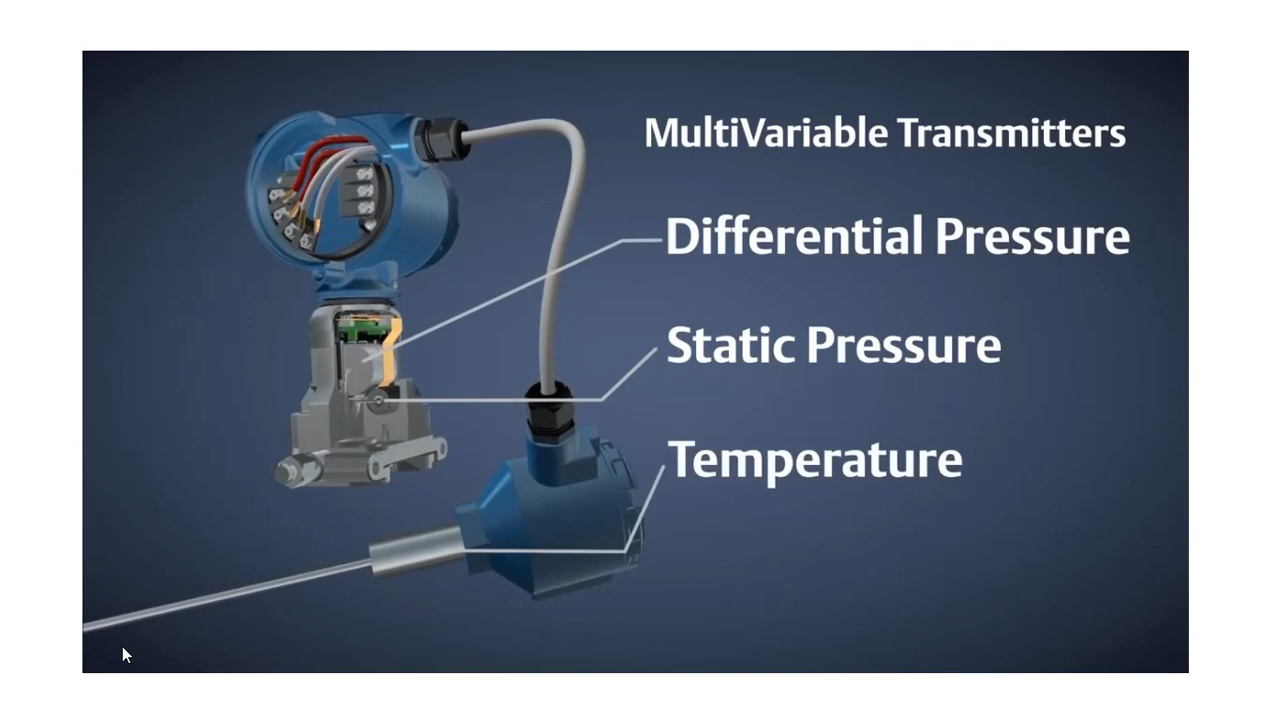 MultiVariable Transmitters
Differential Pressure
Static Pressure
Temperature